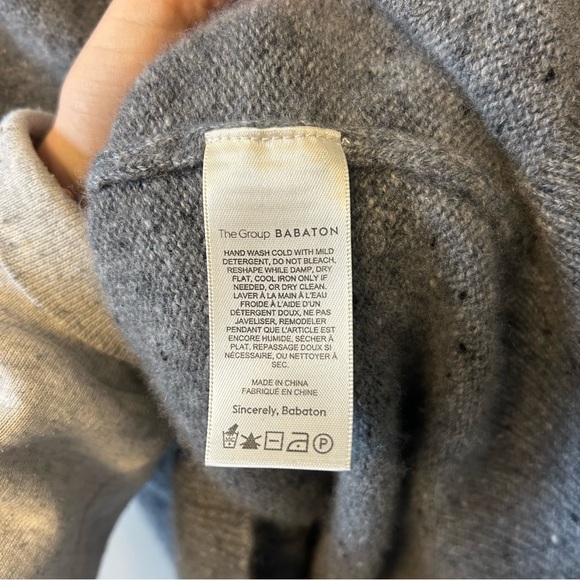 The Group BABATON
HAND WASH COLD WITH MILD
DETERGENT, DO NOT BLEACH,
RESHAPE WHILE DAMP, DRY
FLAT, COOL IRON ONLY IF
NEEDED, OR DRY CLEAN.
LAVER À LA MAIN À L'EAU
FROIDE À L'AIDE D'UN
DÉTERGENT DOUX, NE PAS
JAVELISER, REMODELER
PENDANT QUE L'ARTICLE EST
ENCORE HUMIDE, SÉCHER À
PLAT, REPASSAGE DOUX SI
NÉCESSAIRE, OU NETTOYER À
SEC.
MADE IN CHINA
FABRIQUÉ EN CHINE
Sincerely, Babaton
P